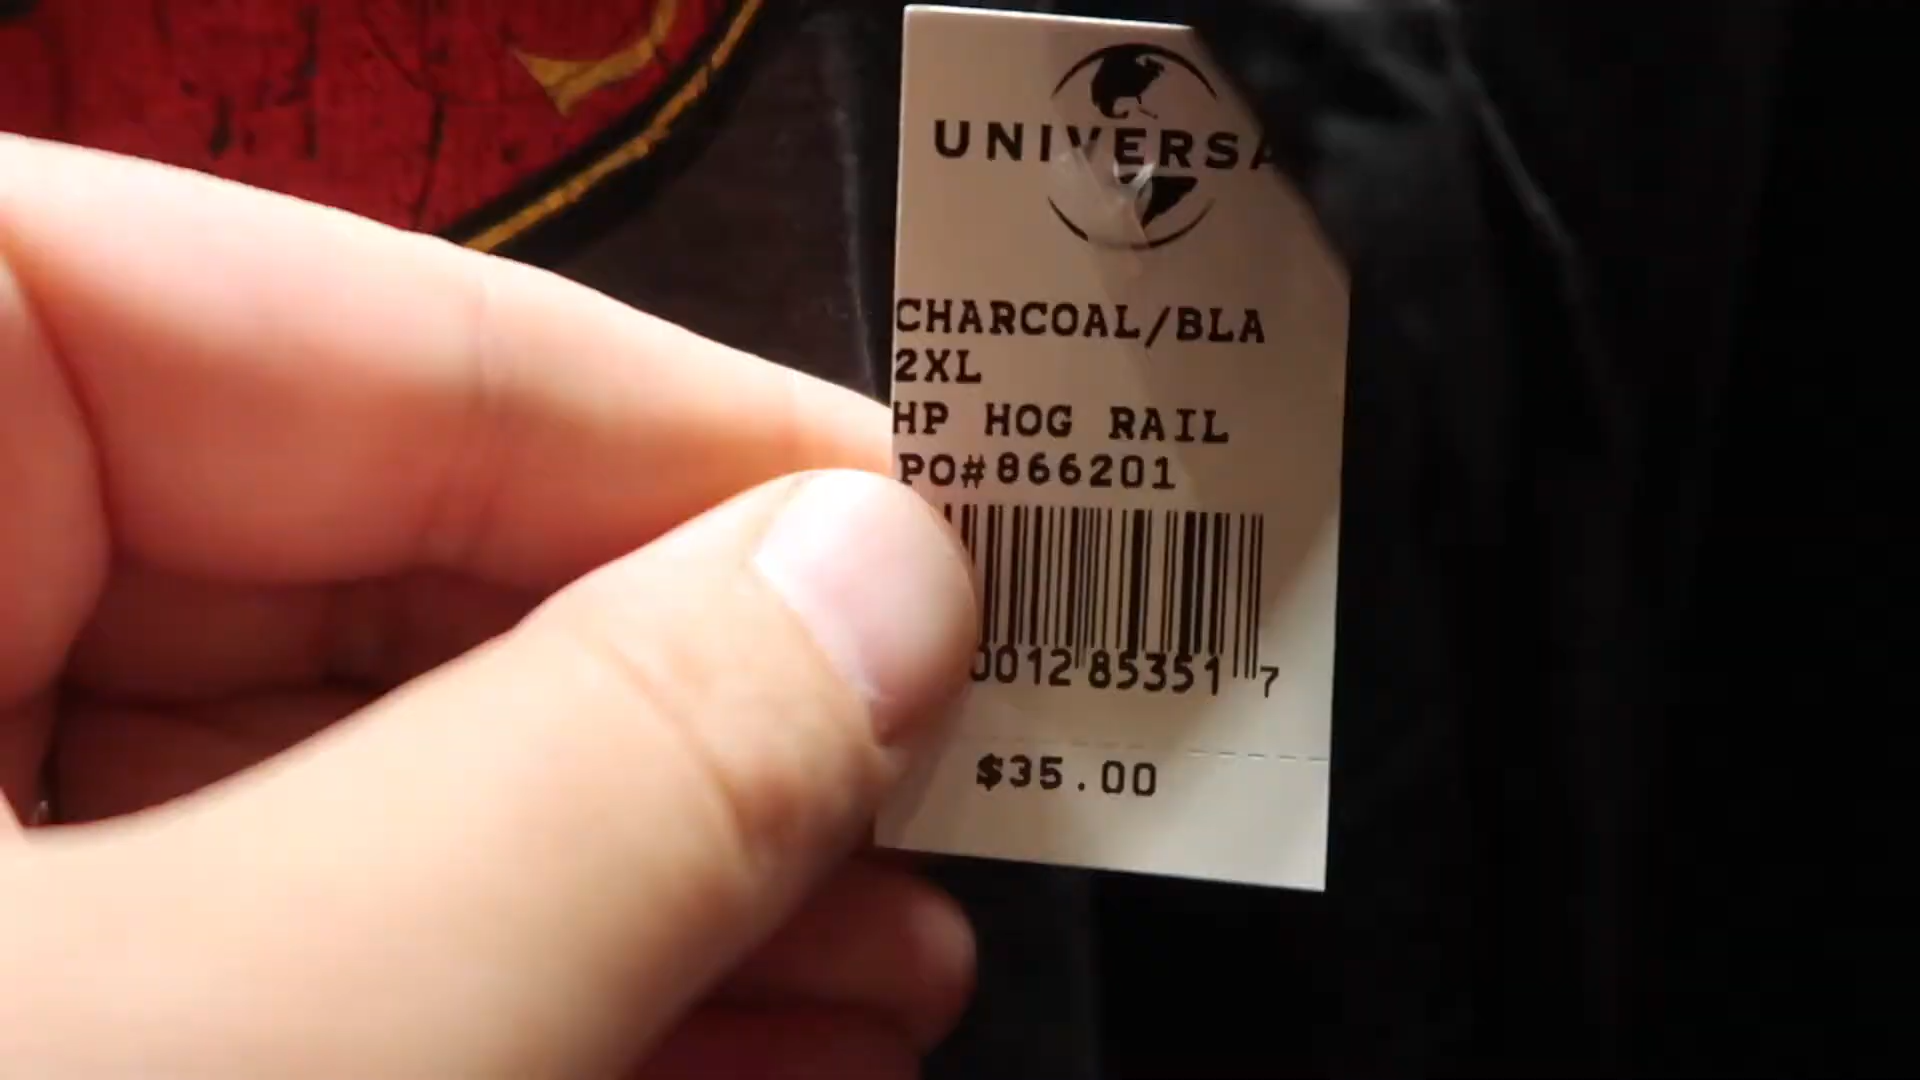 UNIVERSA
CHARCOAL/BLA
2XL
HP HOG RAIL
PO#866201
0012 85351 7
$35.00